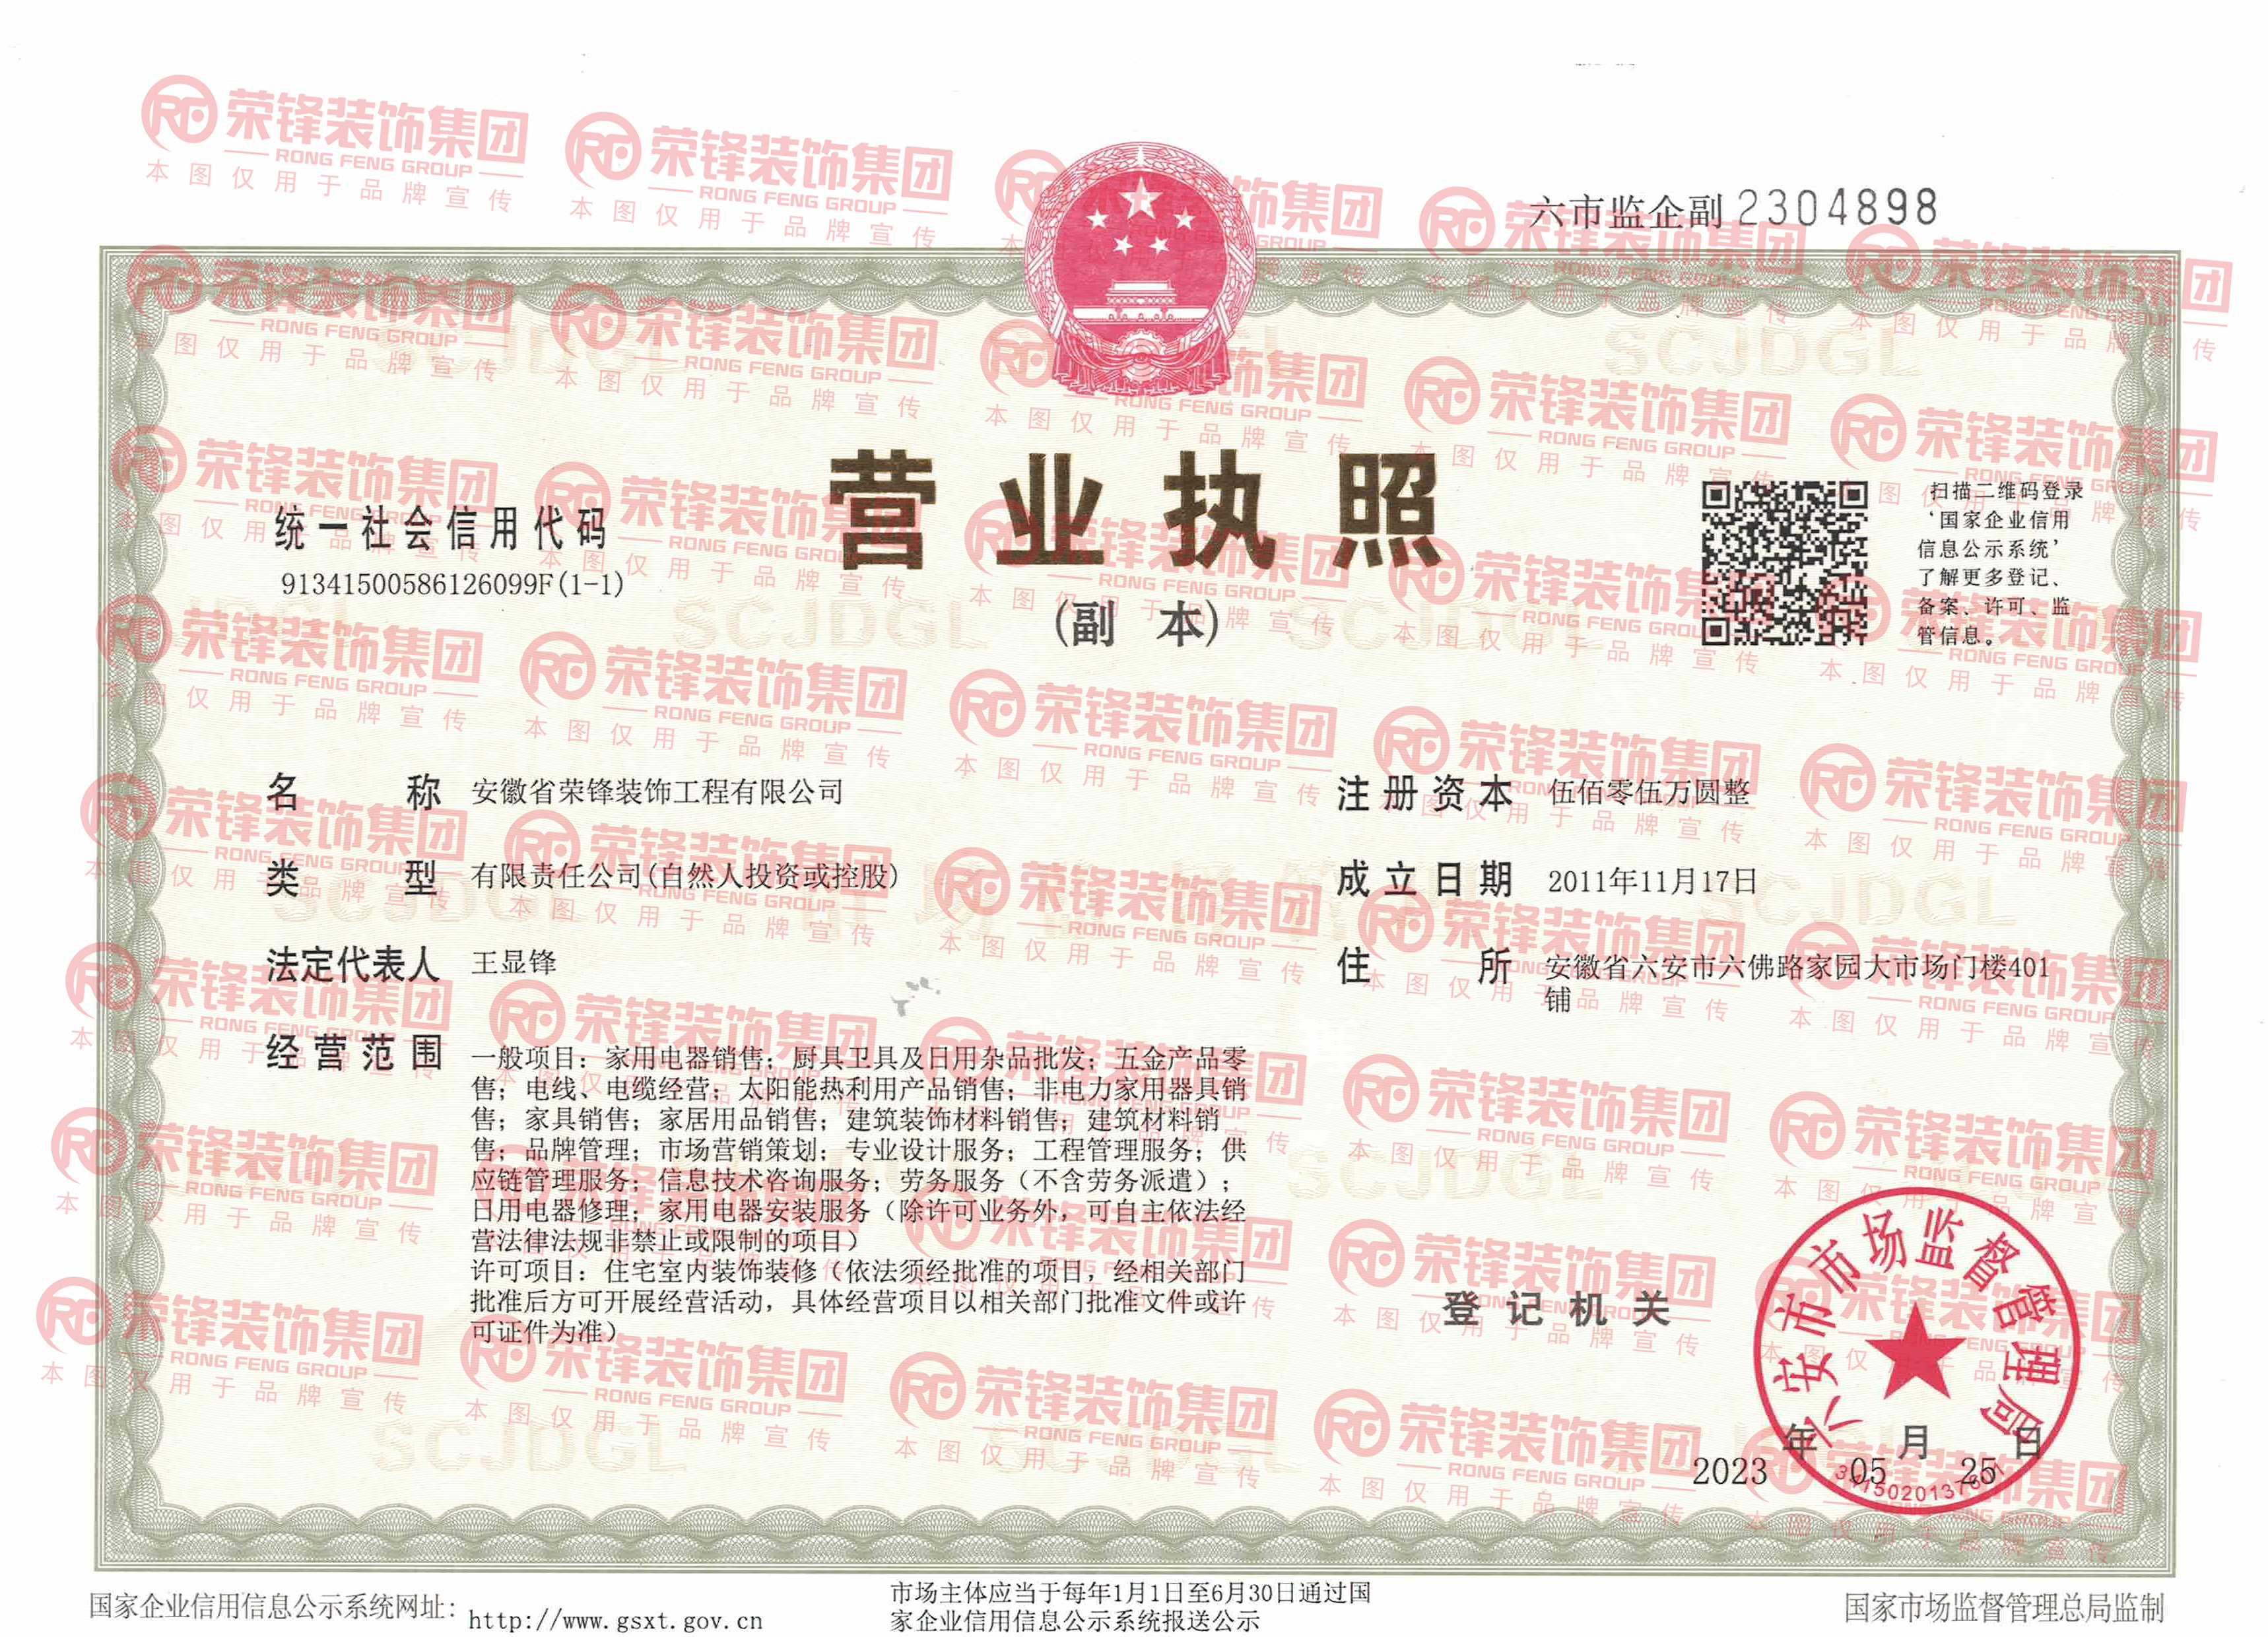 六市监企副 2304898
营业执照
(副 本)
统一社会信用代码
91341500586126099F(1-1)
扫描二维码登录
‘国家企业信用
信息公示系统’
了解更多登记、
备案、许可、监
管信息。
名 称 安徽省荣锋装饰工程有限公司
类 型 有限责任公司(自然人投资或控股)
法定代表人 王显锋
经营范围 一般项目：家用电器销售；厨具卫具及日用杂品批发；五金产品零
售；电线、电缆经营；太阳能热利用产品销售；非电力家用器具销
售；家具销售；家居用品销售；建筑装饰材料销售；建筑材料销
售；品牌管理；市场营销策划；专业设计服务；工程管理服务；供
应链管理服务；信息技术咨询服务；劳务服务（不含劳务派遣）；
日用电器修理；家用电器安装服务（除许可业务外，可自主依法经
营法律法规非禁止或限制的项目）
许可项目：住宅室内装饰装修（依法须经批准的项目，经相关部门
批准后方可开展经营活动，具体经营项目以相关部门批准文件或许
可证件为准）
注册资本 伍佰零伍万圆整
成立日期 2011年11月17日
住 所 安徽省六安市六佛路家园大市场门楼401
铺
登记机关
六安市市场监督管理局
2023 年 05 月 25 日
国家企业信用信息公示系统网址：http://www.gsxt.gov.cn
市场主体应当于每年1月1日至6月30日通过国
家企业信用信息公示系统报送公示
国家市场监督管理总局监制
荣锋装饰集团
RONG FENG GROUP
本图仅用于品牌宣传
SCJDGL